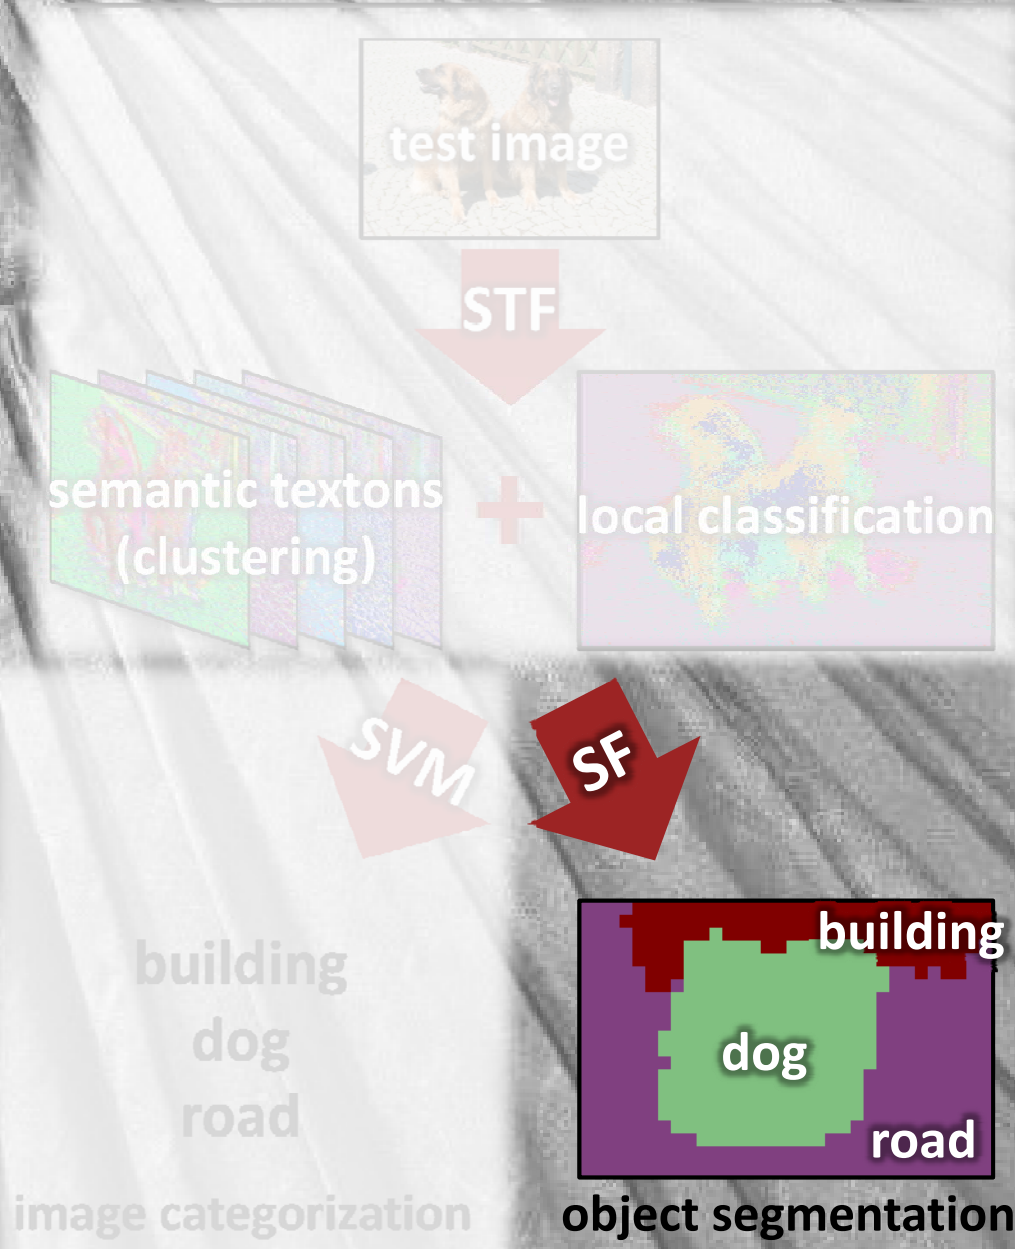 test image
STF
semantic textons
(clustering)
+
local classification
SVM
SF
building
dog
road
image categorization
building
dog
road
object segmentation